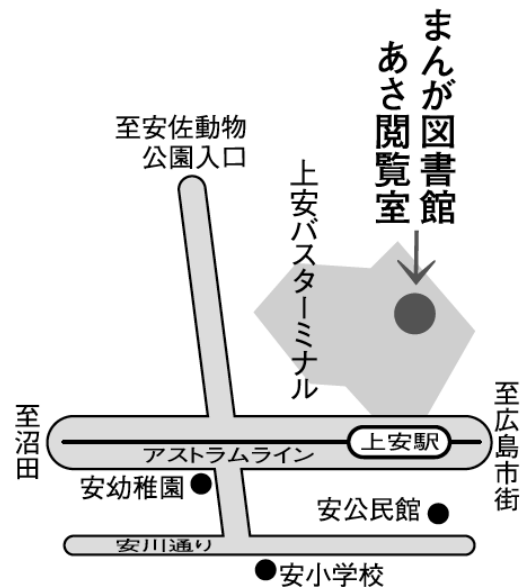 まんが図書館
あさ閲覧室
至安佐動物
公園入口
上安バスターミナル
至沼田
至広島市街
上安駅
アストラムライン
安幼稚園
安公民館
安川通り
安小学校